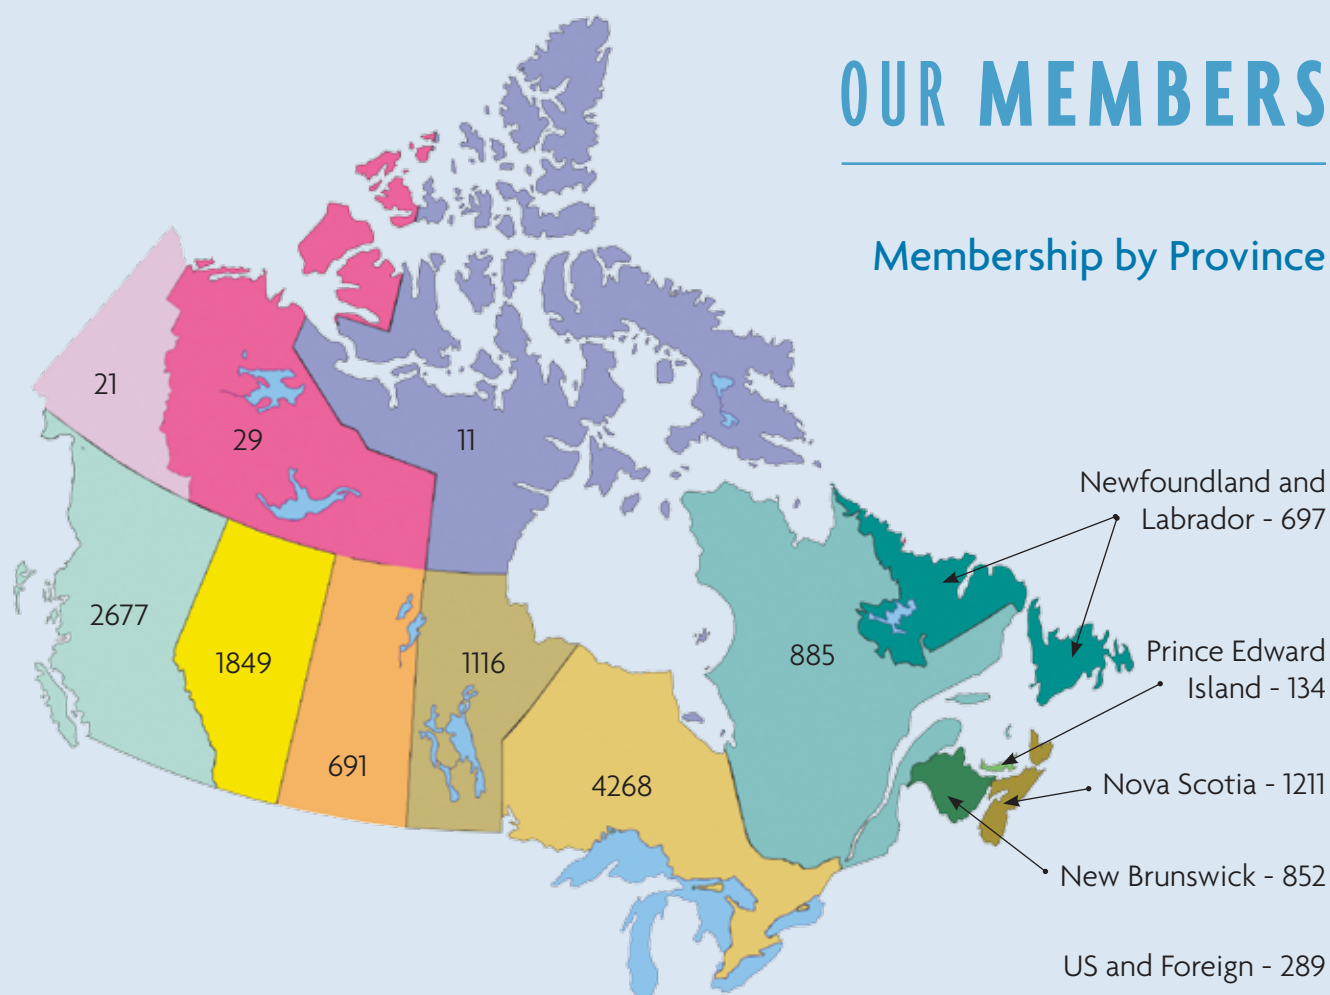 OUR MEMBERS
Membership by Province
21
29
11
Newfoundland and
Labrador - 697
2677
1849
1116
885
Prince Edward
Island - 134
691
4268
Nova Scotia - 1211
New Brunswick - 852
US and Foreign - 289